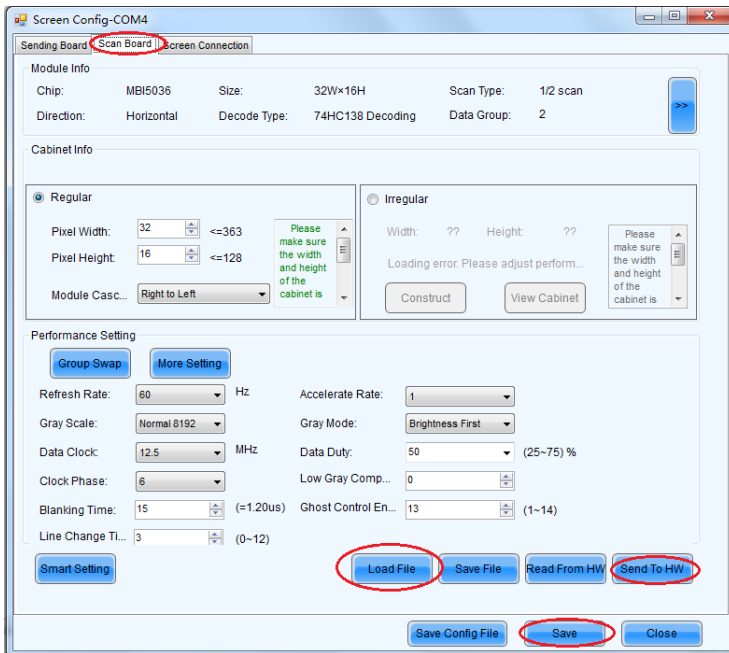 Screen Config-COM4
Sending Board Scan Board Screen Connection
Module Info
Chip: MBI5036 Size: 32W×16H Scan Type: 1/2 scan
Direction: Horizontal Decode Type: 74HC138 Decoding Data Group: 2
>>
Cabinet Info
Regular
Pixel Width: 32 <=363
Pixel Height: 16 <=128
Module Casc... Right to Left
Please
make sure
the width
and height
of the
cabinet is
Irregular
Width: ?? Height: ??
Loading error. Please adjust perform...
Construct View Cabinet
Please
make sure
the width
and height
of the
cabinet is
Performance Setting
Group Swap More Setting
Refresh Rate: 60 Hz Accelerate Rate: 1
Gray Scale: Normal 8192 Gray Mode: Brightness First
Data Clock: 12.5 MHz Data Duty: 50 (25~75) %
Clock Phase: 6 Low Gray Comp... 0
Blanking Time: 15 (=1.20us) Ghost Control En... 13 (1~14)
Line Change Ti... 3 (0~12)
Smart Setting Load File Save File Read From HW Send To HW
Save Config File Save Close